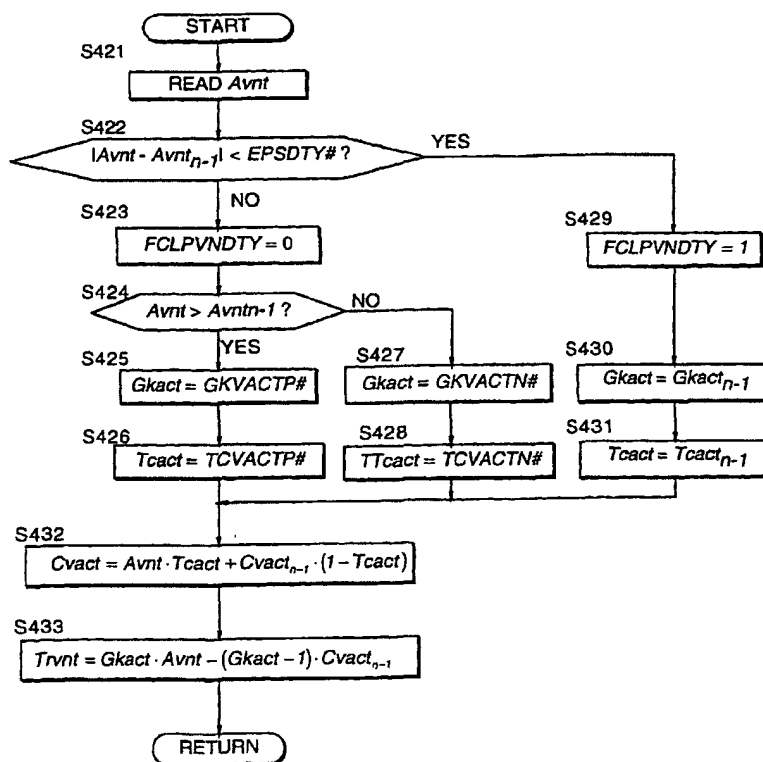 START
S421
READ Avnt
S422
|Avnt - Avntn-1| < EPSDTY# ?
YES
NO
S423
FCLPVNDTY = 0
S429
FCLPVNDTY = 1
S424
Avnt > Avntn-1 ?
NO
YES
S425
Gkact = GKVACTP#
S427
Gkact = GKVACTN#
S430
Gkact = Gkactn-1
S426
Tcact = TCVACTP#
S428
TTcact = TCVACTN#
S431
Tcact = Tcactn-1
S432
Cvact = Avnt · Tcact + Cvactn-1 · (1 - Tcact)
S433
Trvnt = Gkact · Avnt - (Gkact - 1) · Cvactn-1
RETURN